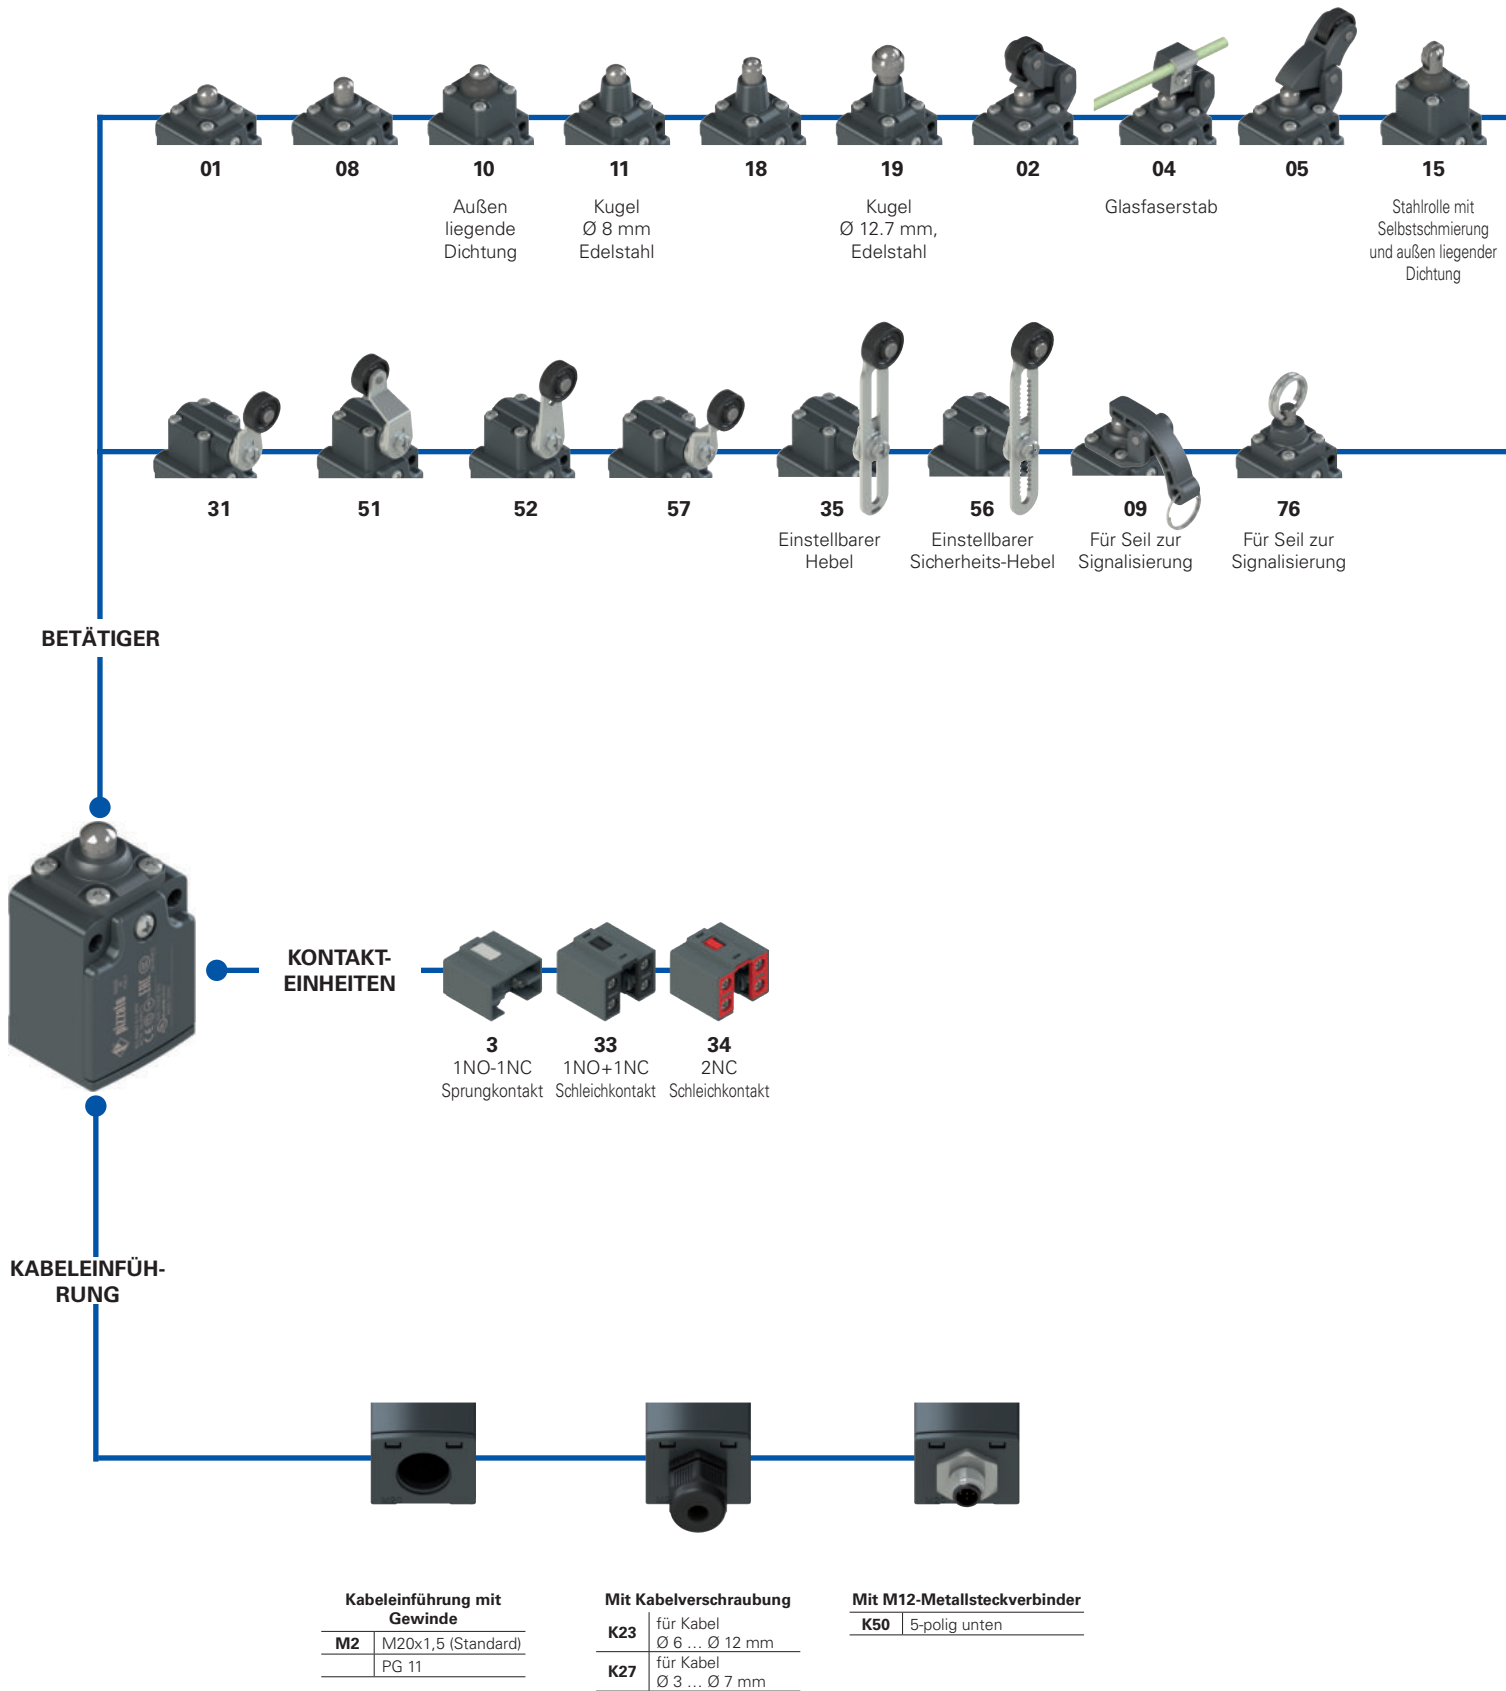 01
08
10
11
18
19
02
04
05
15
Außen
liegende
Dichtung
Kugel
Ø 8 mm
Edelstahl
Kugel
Ø 12.7 mm,
Edelstahl
Glasfaserstab
Stahlrolle mit
Selbstschmierung
und außen liegender
Dichtung
31
51
52
57
35
56
09
76
Einstellbarer
Hebel
Einstellbarer
Sicherheits-Hebel
Für Seil zur
Signalisierung
Für Seil zur
Signalisierung
BETÄTIGER
pizzato
KONTAKT-
EINHEITEN
3
1NO-1NC
Sprungkontakt
33
1NO+1NC
Schleichkontakt
34
2NC
Schleichkontakt
KABELEINFÜH-
RUNG
Kabeleinführung mit
Gewinde
M2 M20x1,5 (Standard)
PG 11
Mit Kabelverschraubung
K23 für Kabel
Ø 6 … Ø 12 mm
K27 für Kabel
Ø 3 … Ø 7 mm
Mit M12-Metallsteckverbinder
K50 5-polig unten